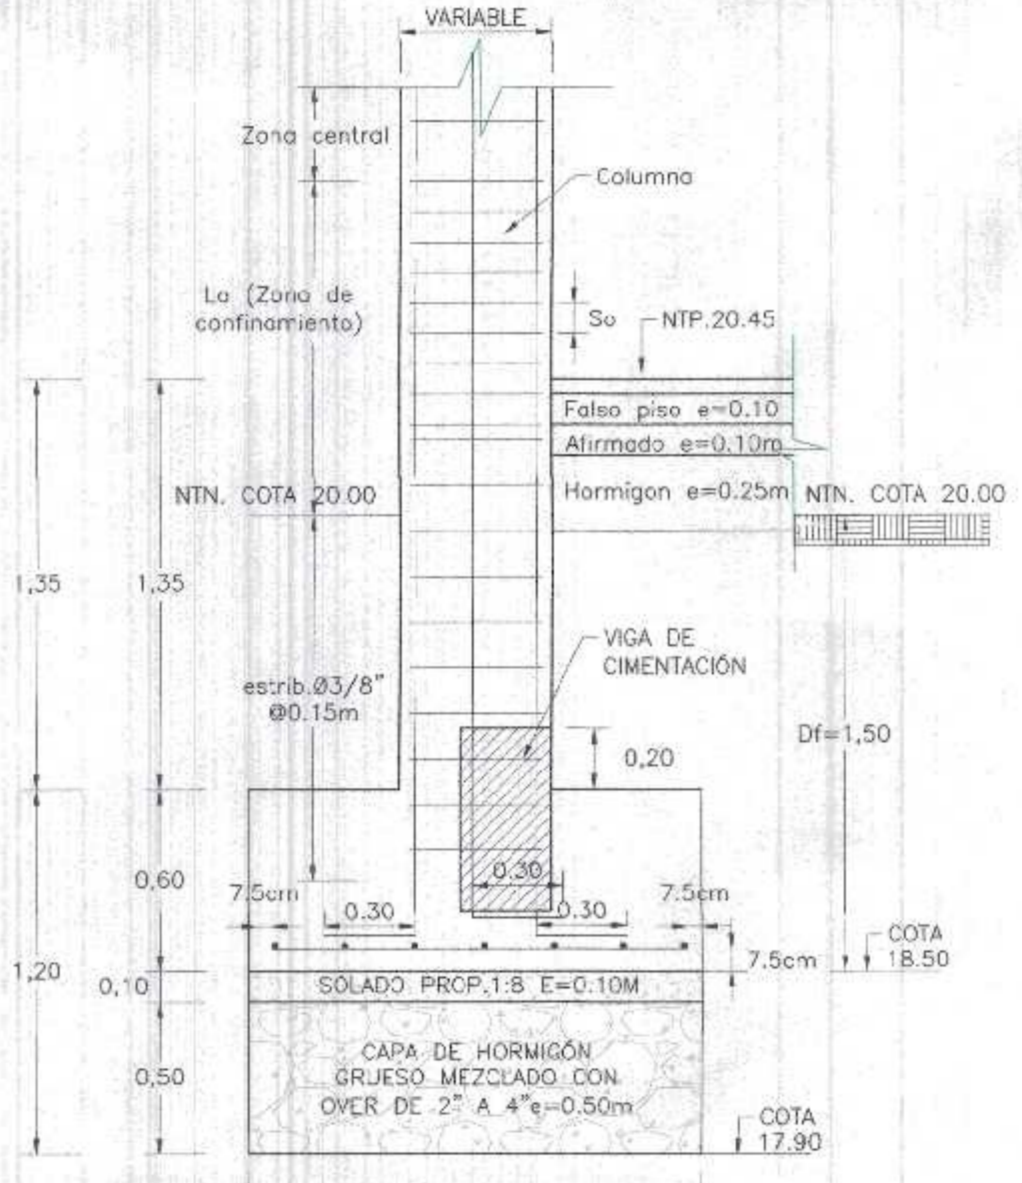 VARIABLE
Zona central
Columna
Lo (Zona de
confinamiento)
So
NTP.20.45
Falso piso e=0.10
Afirmado e=0.10m
Hormigon e=0.25m
NTN. COTA 20.00
NTN. COTA 20.00
1,35
1,35
VIGA DE
CIMENTACIÓN
estrib.Ø3/8"
@0.15m
0,20
Df=1,50
0,60
7.5cm
0.30
0.30
0.30
7.5cm
COTA
18.50
7.5cm
1,20
0,10
SOLADO PROP.1:8 E=0.10M
CAPA DE HORMIGÓN
GRUESO MEZCLADO CON
OVER DE 2" A 4"e=0.50m
0,50
COTA
17.90